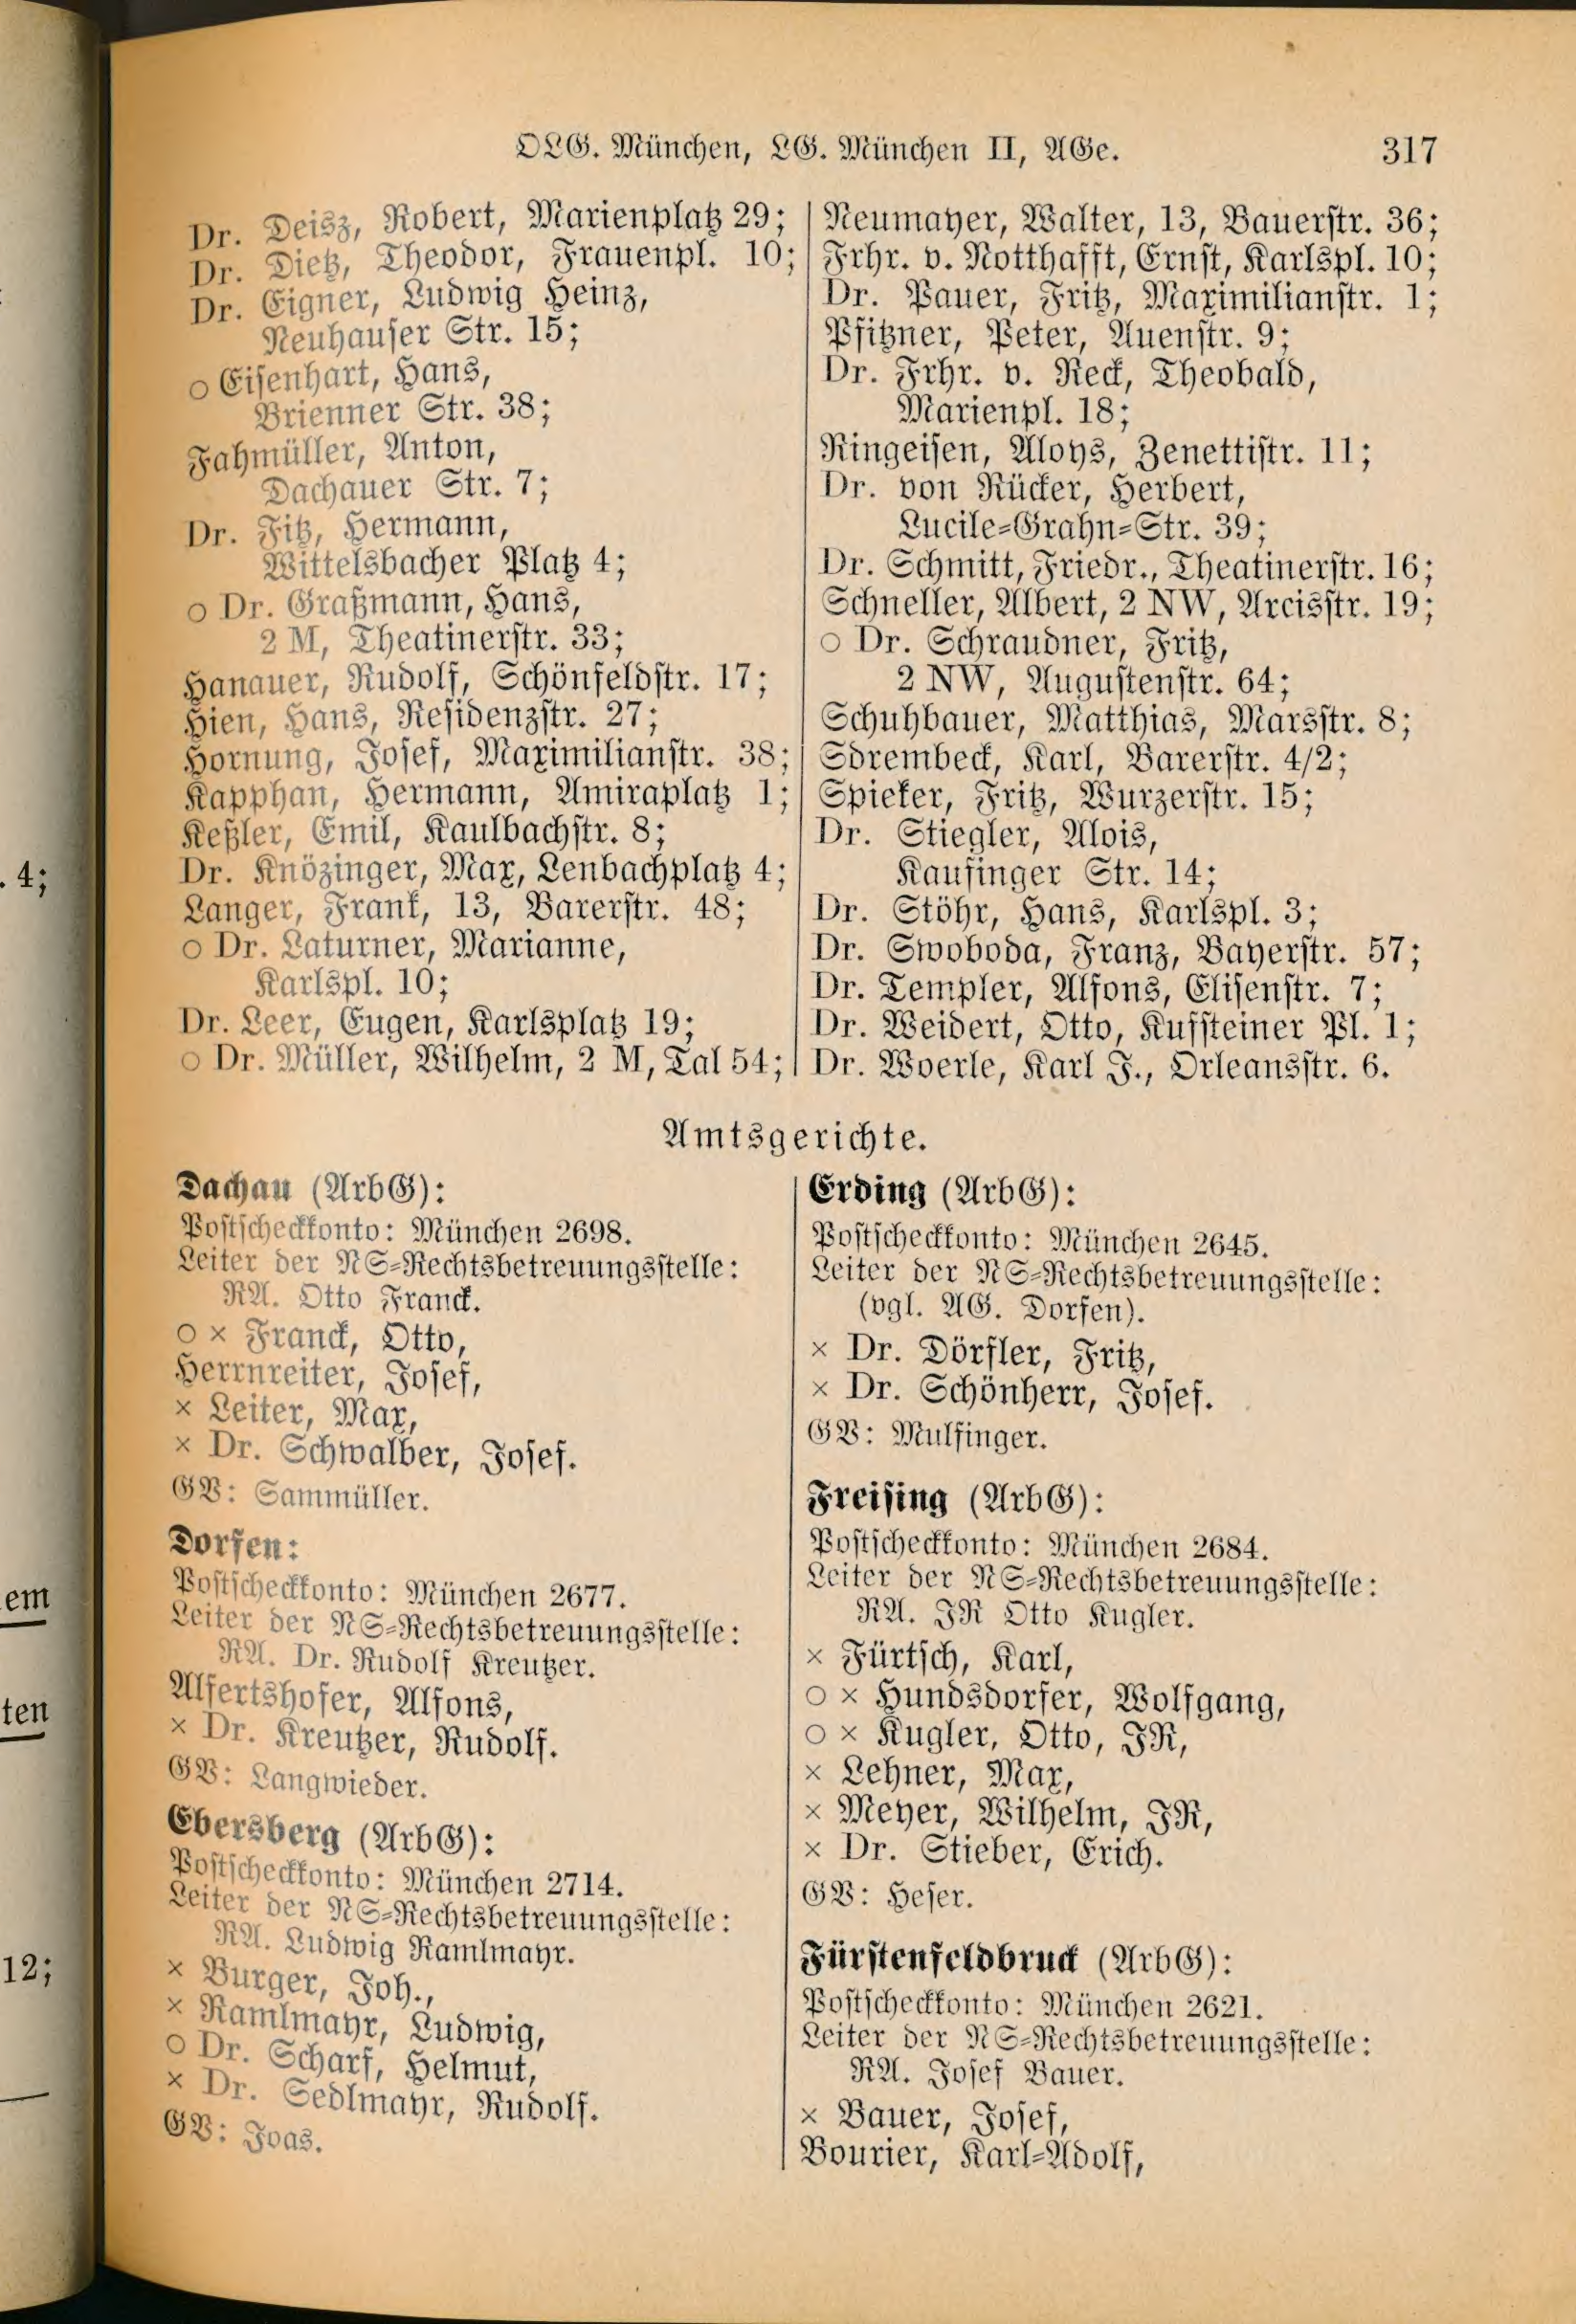 OLG. München, LG. München II, AGe. 317
Dr. Deisz, Robert, Marienplatz 29;
Dr. Dietz, Theodor, Frauenpl. 10;
Dr. Eigner, Ludwig Heinz,
Neuhauser Str. 15;
○ Eisenhart, Hans,
Brienner Str. 38;
Fahmüller, Anton,
Dachauer Str. 7;
Dr. Fitz, Hermann,
Wittelsbacher Platz 4;
○ Dr. Graßmann, Hans,
2 M, Theatinerstr. 33;
Hanauer, Rudolf, Schönfeldstr. 17;
Hien, Hans, Residenzstr. 27;
Hornung, Josef, Maximilianstr. 38;
Kapphan, Hermann, Amiraplatz 1;
Keßler, Emil, Kaulbachstr. 8;
Dr. Knözinger, Max, Lenbachplatz 4;
Langer, Frank, 13, Barerstr. 48;
○ Dr. Laturner, Marianne,
Karlspl. 10;
Dr. Leer, Eugen, Karlsplatz 19;
○ Dr. Müller, Wilhelm, 2 M, Tal 54;
Neumayer, Walter, 13, Bauerstr. 36;
Frhr. v. Notthafft, Ernst, Karlspl. 10;
Dr. Pauer, Fritz, Maximilianstr. 1;
Pfitzner, Peter, Auenstr. 9;
Dr. Frhr. v. Reck, Theobald,
Marienpl. 18;
Ringeisen, Aloys, Zenettistr. 11;
Dr. von Rücker, Herbert,
Lucile-Grahn-Str. 39;
Dr. Schmitt, Friedr., Theatinerstr. 16;
Schneller, Albert, 2 NW, Arcisstr. 19;
○ Dr. Schraudner, Fritz,
2 NW, Augustenstr. 64;
Schuhbauer, Matthias, Marsstr. 8;
Sdrembeck, Karl, Barerstr. 4/2;
Spieker, Fritz, Wurzerstr. 15;
Dr. Stiegler, Alois,
Kaufinger Str. 14;
Dr. Stöhr, Hans, Karlspl. 3;
Dr. Swoboda, Franz, Bayerstr. 57;
Dr. Templer, Alfons, Elisenstr. 7;
Dr. Weidert, Otto, Kufsteiner Pl. 1;
Dr. Woerle, Karl J., Orleansstr. 6.
Amtsgerichte.
Dachau (ArbG):
Postscheckkonto: München 2698.
Leiter der NS-Rechtsbetreuungsstelle:
RA. Otto Franck.
○ × Franck, Otto,
Herrnreiter, Josef,
× Leiter, Max,
× Dr. Schwalber, Josef.
GV: Sammüller.
Dorfen:
Postscheckkonto: München 2677.
Leiter der NS-Rechtsbetreuungsstelle:
RA. Dr. Rudolf Kreutzer.
Alfertshofer, Alfons,
× Dr. Kreutzer, Rudolf.
GV: Langwieder.
Ebersberg (ArbG):
Postscheckkonto: München 2714.
Leiter der NS-Rechtsbetreuungsstelle:
RA. Ludwig Ramlmayr.
× Burger, Joh.,
× Ramlmayr, Ludwig,
○ Dr. Scharf, Helmut,
× Dr. Sedlmayr, Rudolf.
GV: Joas.
Erding (ArbG):
Postscheckkonto: München 2645.
Leiter der NS-Rechtsbetreuungsstelle:
(vgl. AG. Dorfen).
× Dr. Dörfler, Fritz,
× Dr. Schönherr, Josef.
GV: Mulfinger.
Freising (ArbG):
Postscheckkonto: München 2684.
Leiter der NS-Rechtsbetreuungsstelle:
RA. JR Otto Kugler.
× Fürtsch, Karl,
○ × Hundsdorfer, Wolfgang,
○ × Kugler, Otto, JR,
× Lehner, Max,
× Meyer, Wilhelm, JR,
× Dr. Stieber, Erich.
GV: Heser.
Fürstenfeldbruck (ArbG):
Postscheckkonto: München 2621.
Leiter der NS-Rechtsbetreuungsstelle:
RA. Josef Bauer.
× Bauer, Josef,
Bourier, Karl-Adolf,
. 4;
em
ten
12;